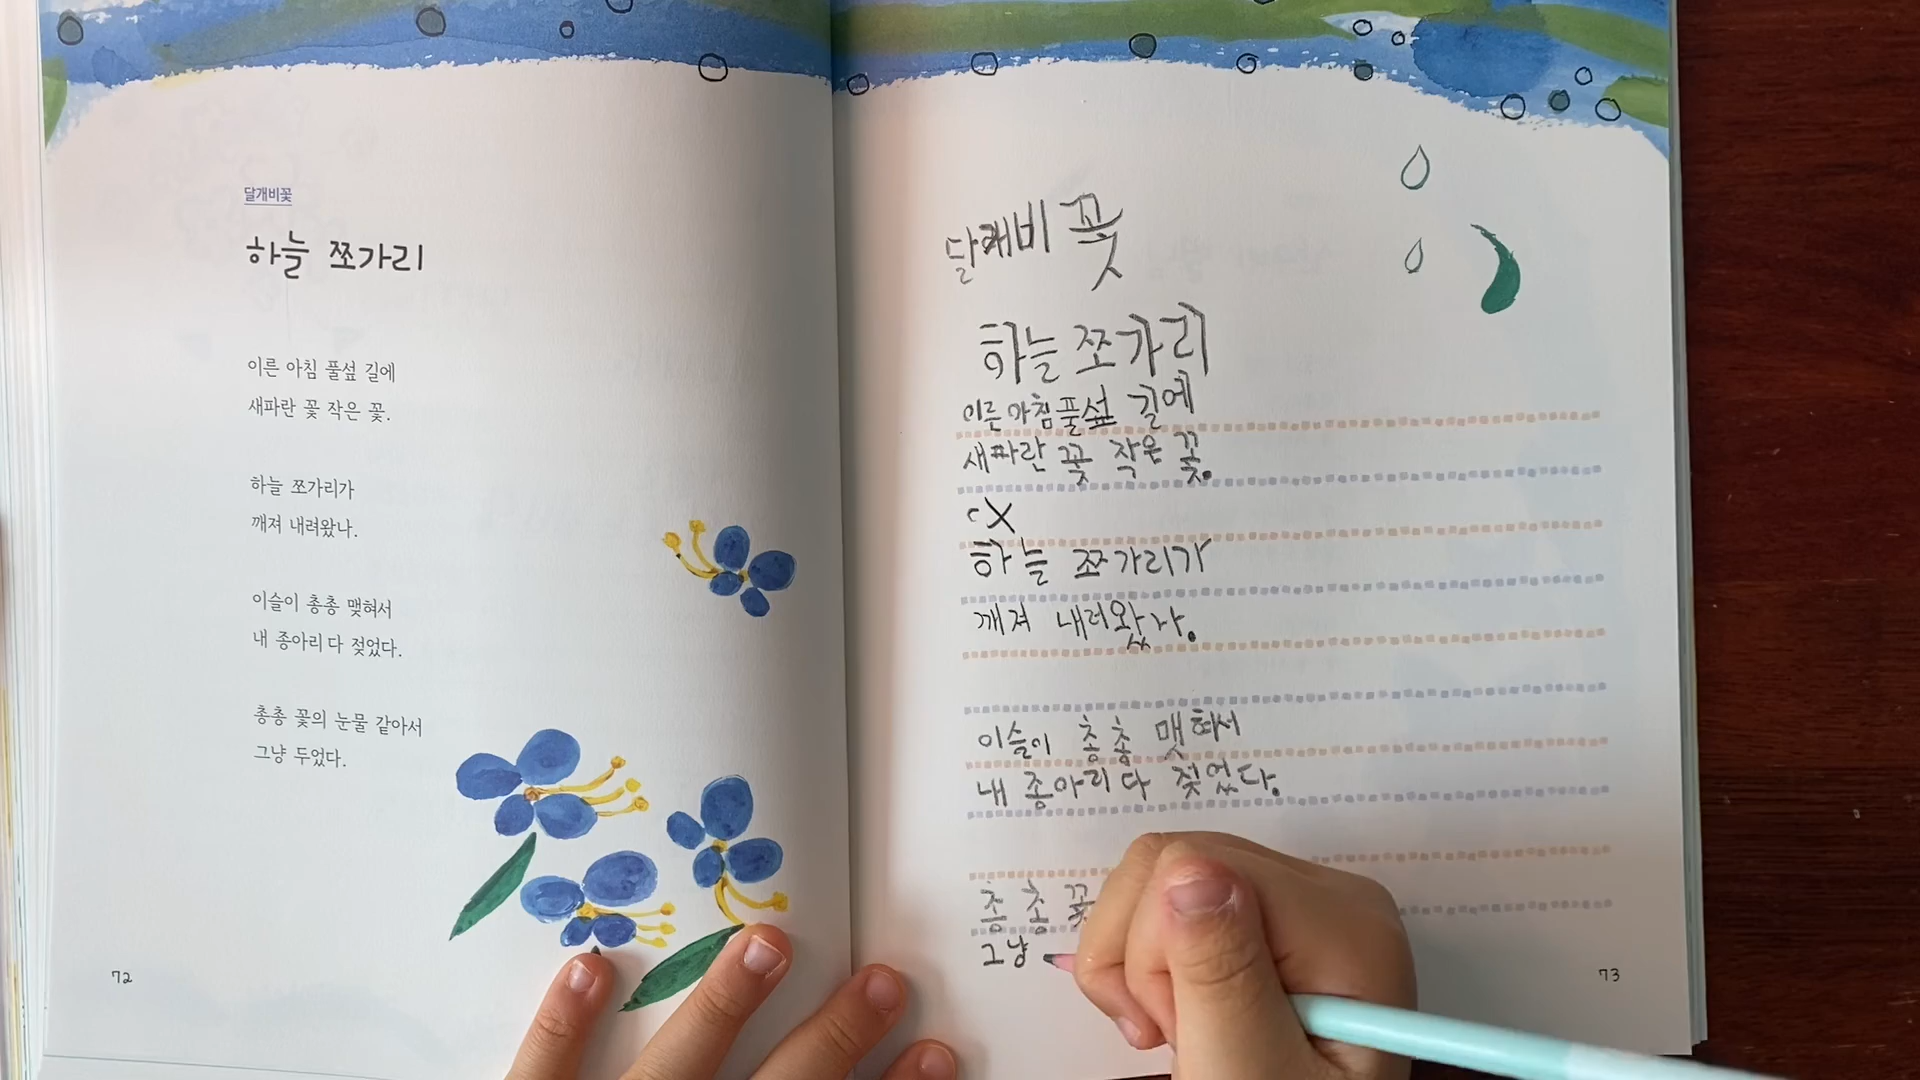 달개비꽃
하늘 쪼가리
이른 아침 풀섶 길에
새파란 꽃 작은 꽃.
하늘 쪼가리가
깨져 내려왔나.
이슬이 총총 맺혀서
내 종아리 다 젖었다.
총총 꽃의 눈물 같아서
그냥 두었다.
72
달개비 꽃
하늘 쪼가리
이른 아침 풀섶 길에
새파란 꽃 작은 꽃.
하늘 쪼가리가
깨져 내려왔나.
이슬이 총총 맺혀서
내 종아리 다 젖었다.
총총 꽃
그냥
73